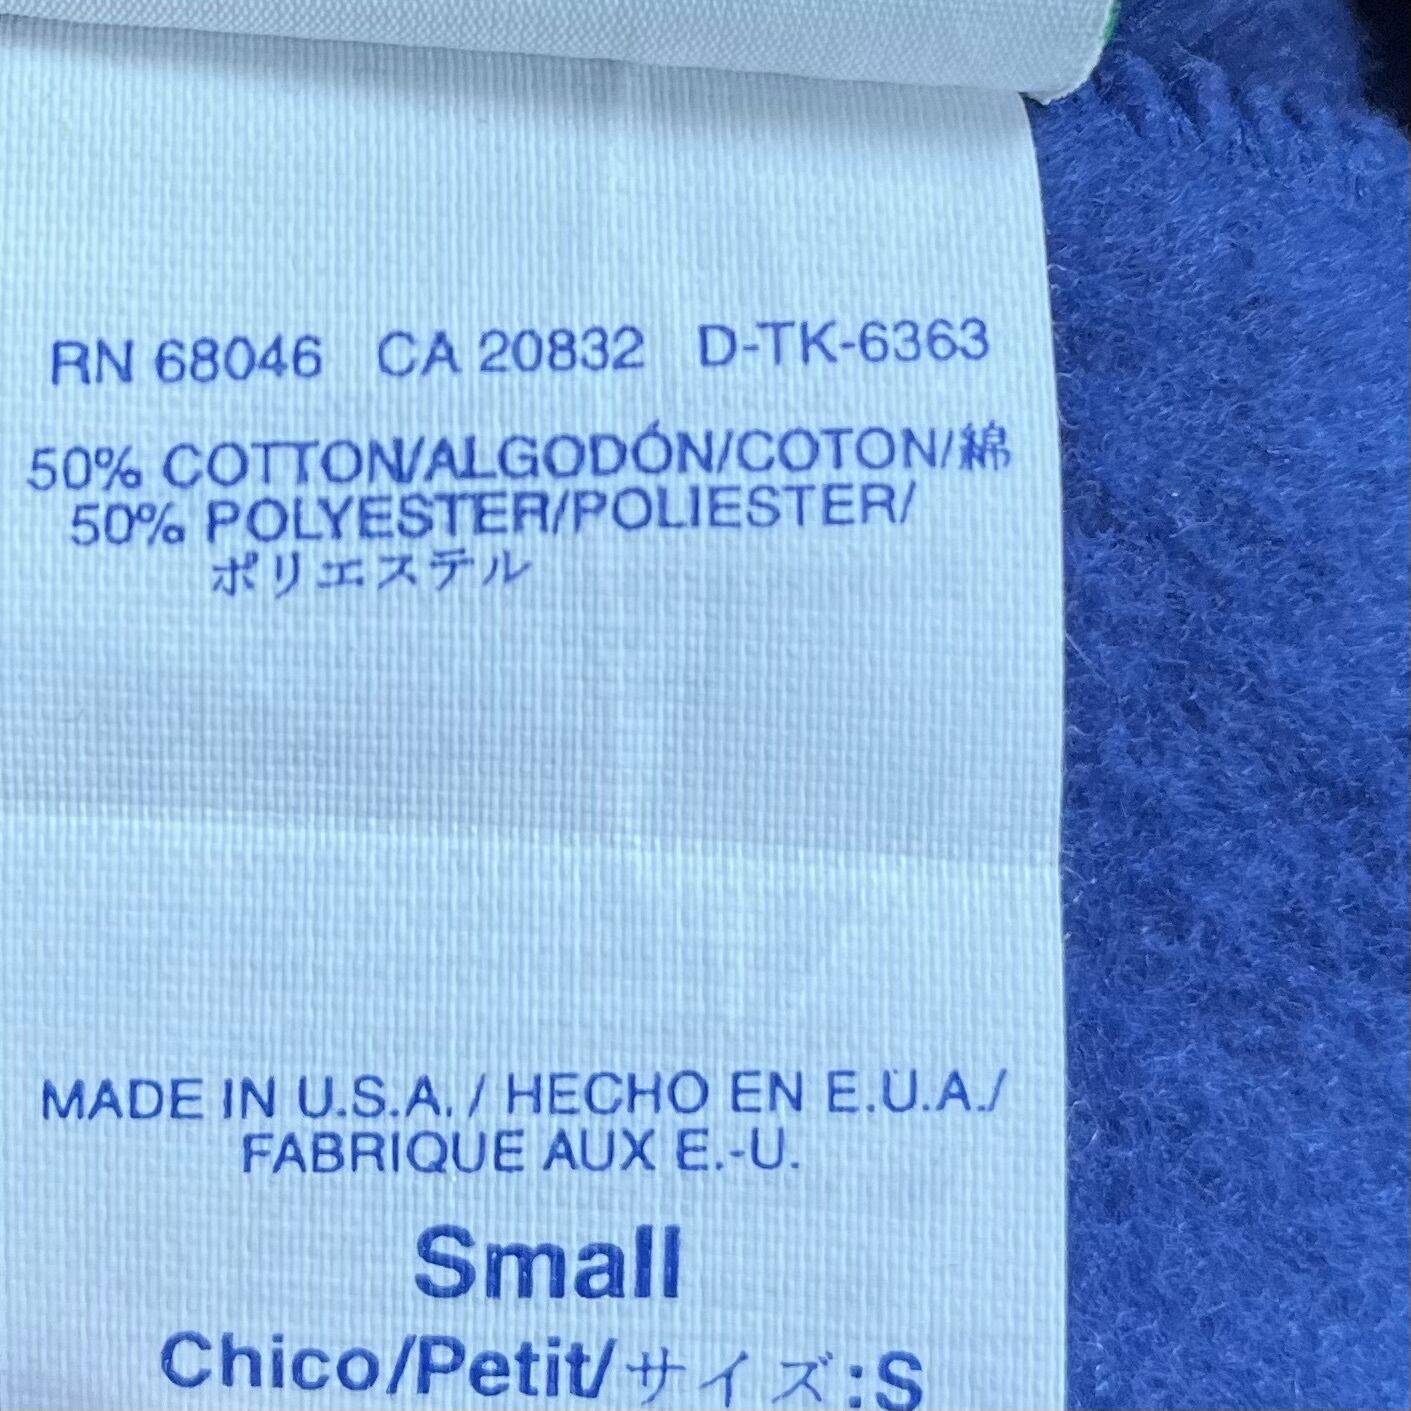 RN 68046 CA 20832 D-TK-6363
50% COTTON/ALGODÓN/COTON/綿
50% POLYESTER/POLIESTER/
ポリエステル
MADE IN U.S.A. / HECHO EN E.U.A./
FABRIQUE AUX E.-U.
Small
Chico/Petit/サイズ:S